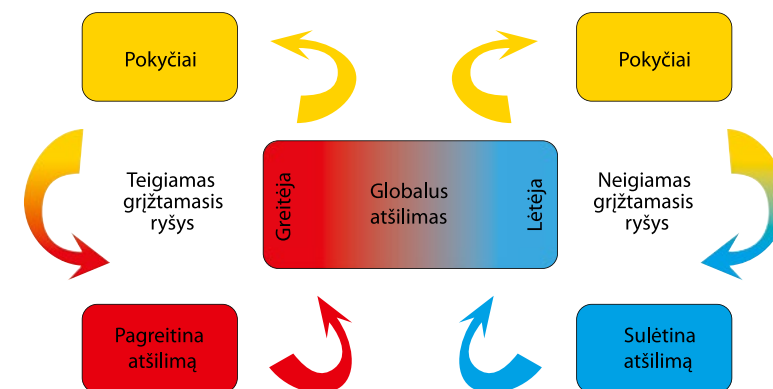 Pokyčiai
Pokyčiai
Teigiamas
grįžtamasis
ryšys
Greitėja
Globalus
atšilimas
Lėtėja
Neigiamas
grįžtamasis
ryšys
Pagreitina
atšilimą
Sulėtina
atšilimą